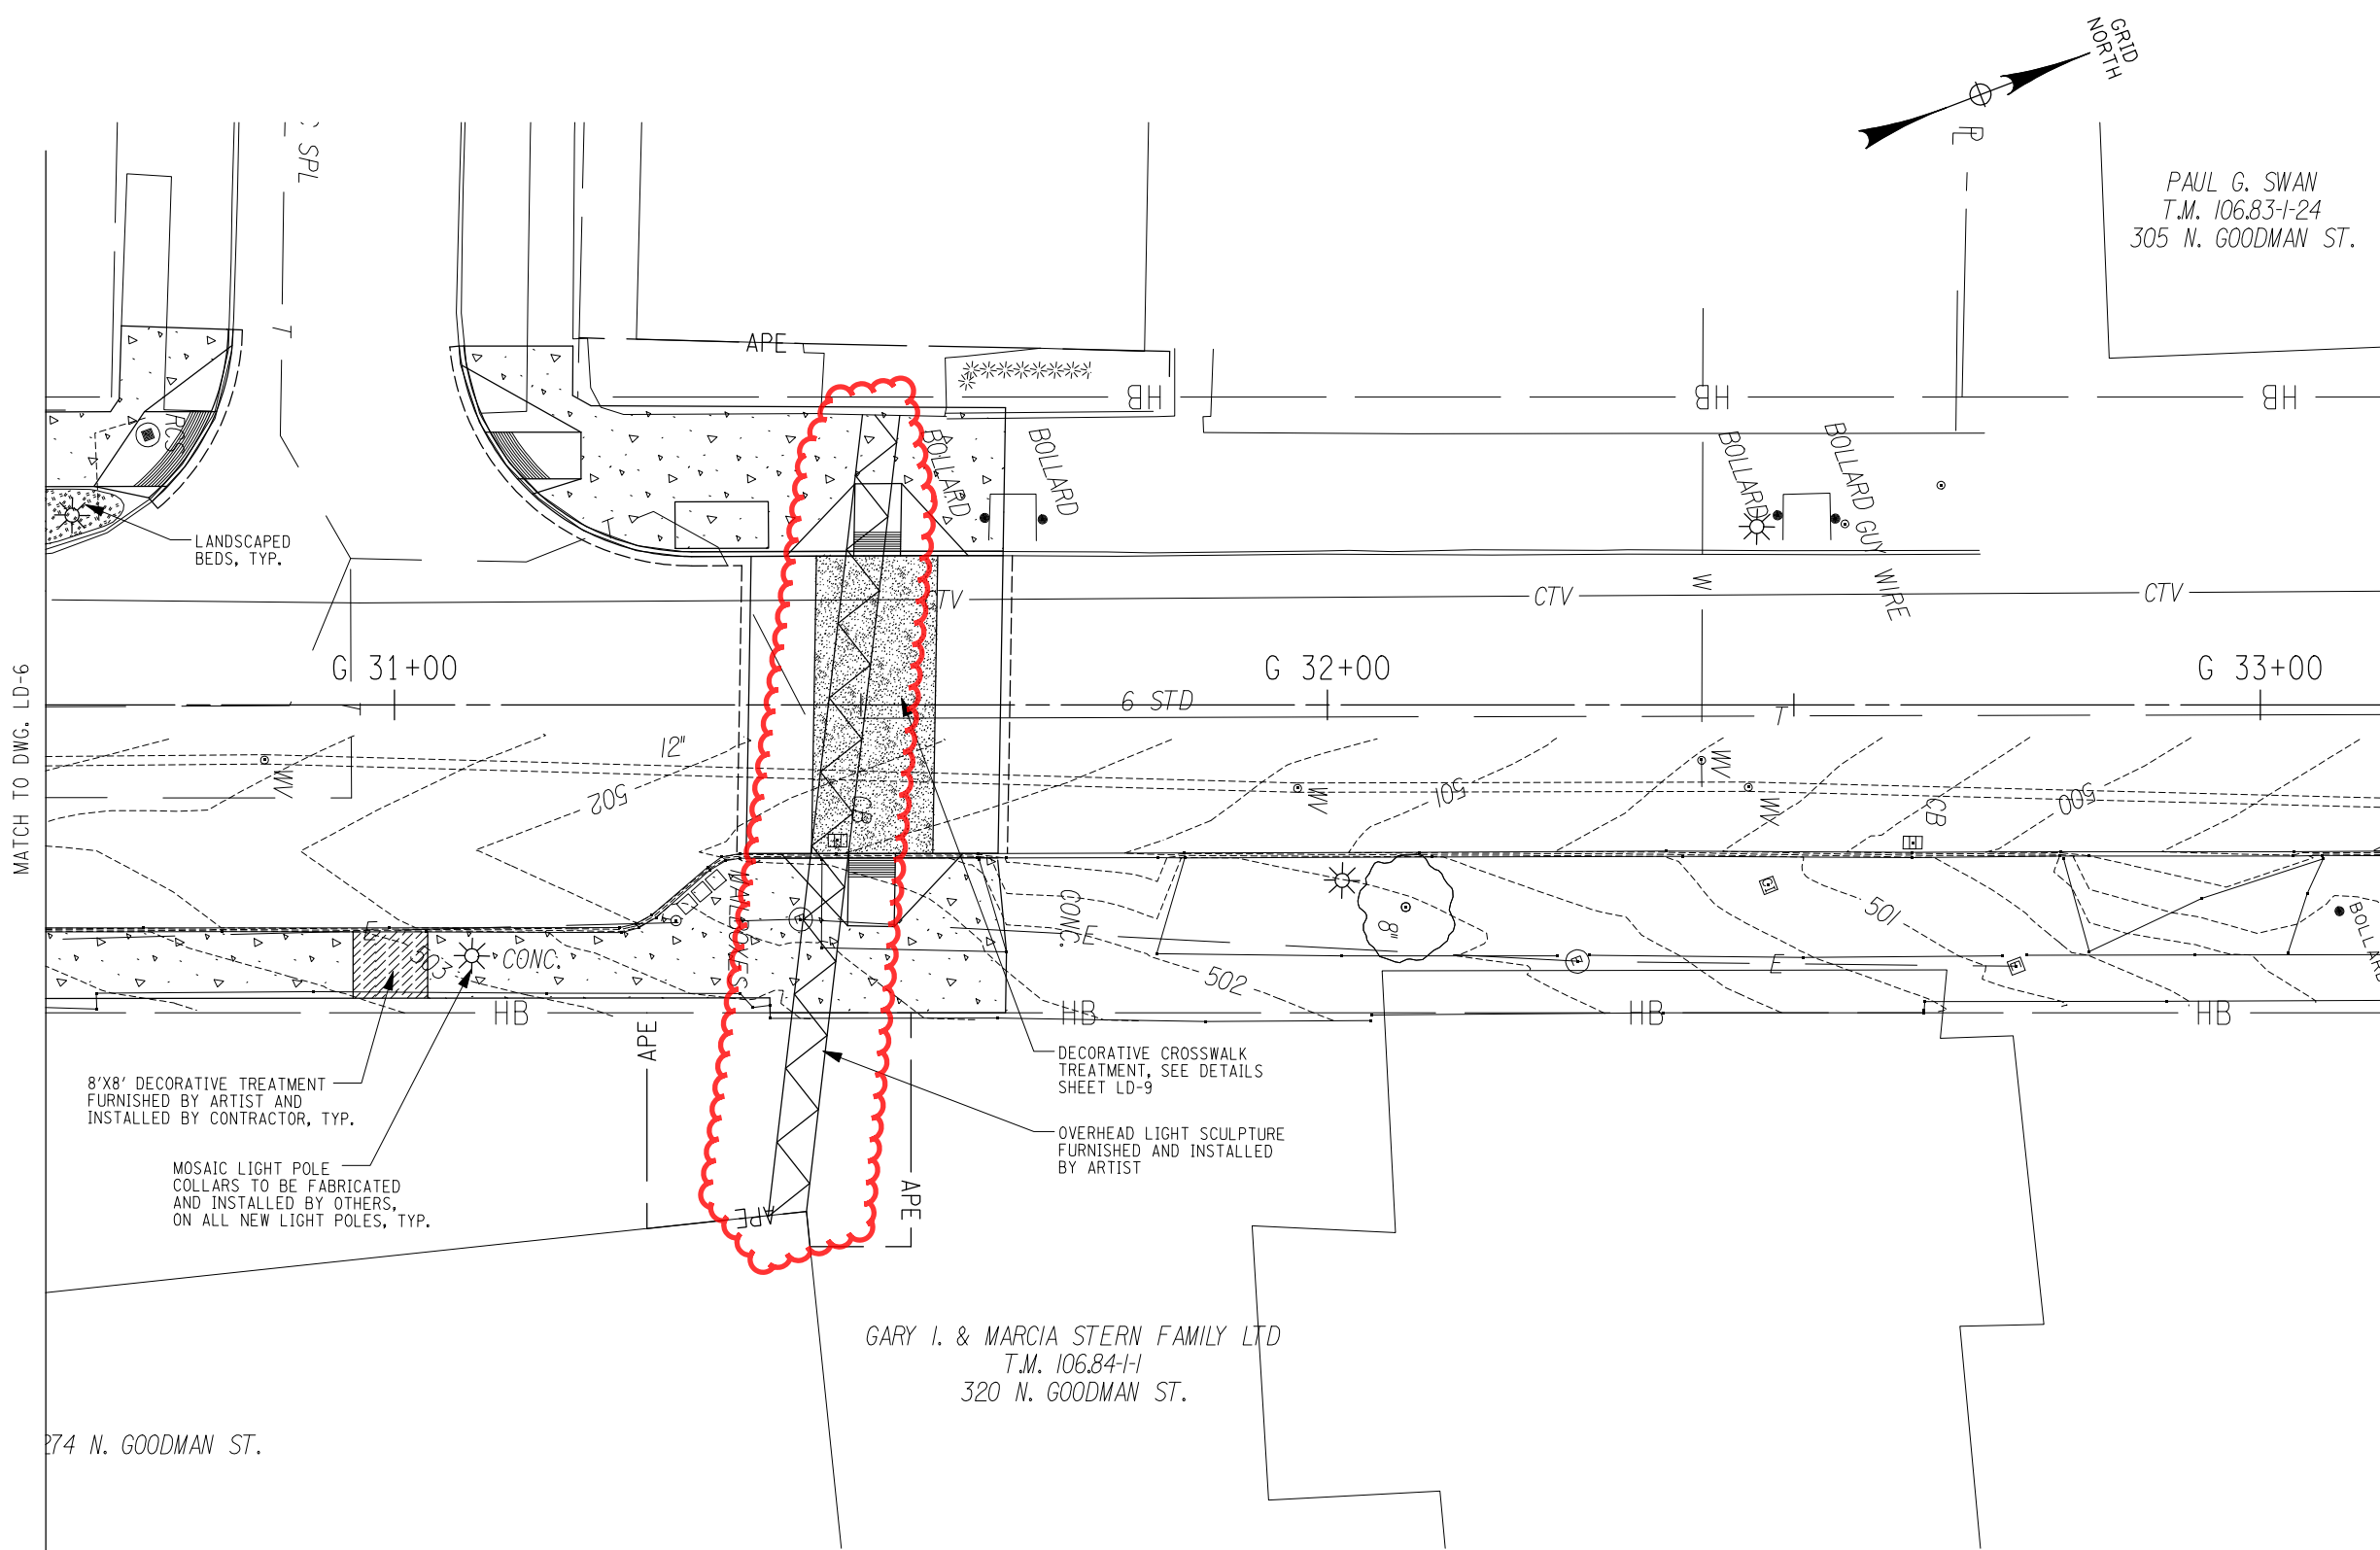 GRID
NORTH
PL
SPL
T
PAUL G. SWAN
T.M. 106.83-1-24
305 N. GOODMAN ST.
APE
HB
HB
HB
BOLLARD
BOLLARD
BOLLARD
BOLLARD
GUY WIRE
LANDSCAPED
BEDS, TYP.
T
W
CTV
CTV
CTV
MATCH TO DWG. LD-6
G 31+00
G 32+00
G 33+00
6 STD
T
T
12"
WV
502
WV
501
WV
WV
CB
CB
500
E
503
CONC.
CONC.
E
502
8"
501
E
BOLLARD
HB
HB
HB
HB
APE
APE
APE
8'X8' DECORATIVE TREATMENT
FURNISHED BY ARTIST AND
INSTALLED BY CONTRACTOR, TYP.
MOSAIC LIGHT POLE
COLLARS TO BE FABRICATED
AND INSTALLED BY OTHERS,
ON ALL NEW LIGHT POLES, TYP.
DECORATIVE CROSSWALK
TREATMENT, SEE DETAILS
SHEET LD-9
OVERHEAD LIGHT SCULPTURE
FURNISHED AND INSTALLED
BY ARTIST
GARY I. & MARCIA STERN FAMILY LTD
T.M. 106.84-1-1
320 N. GOODMAN ST.
274 N. GOODMAN ST.